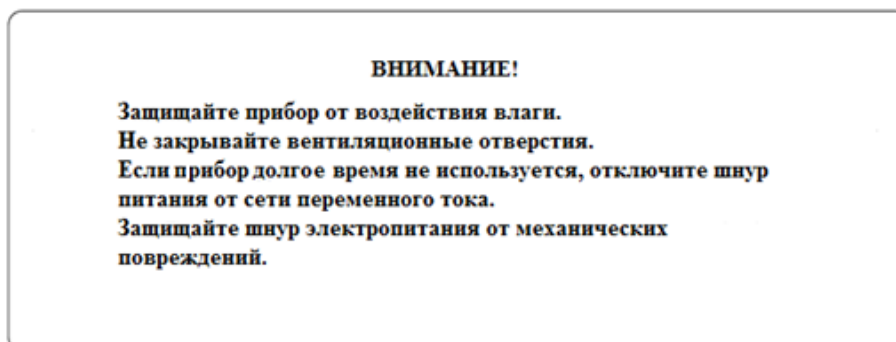 ВНИМАНИЕ!
Защищайте прибор от воздействия влаги.
Не закрывайте вентиляционные отверстия.
Если прибор долгое время не используется, отключите шнур
питания от сети переменного тока.
Защищайте шнур электропитания от механических
повреждений.